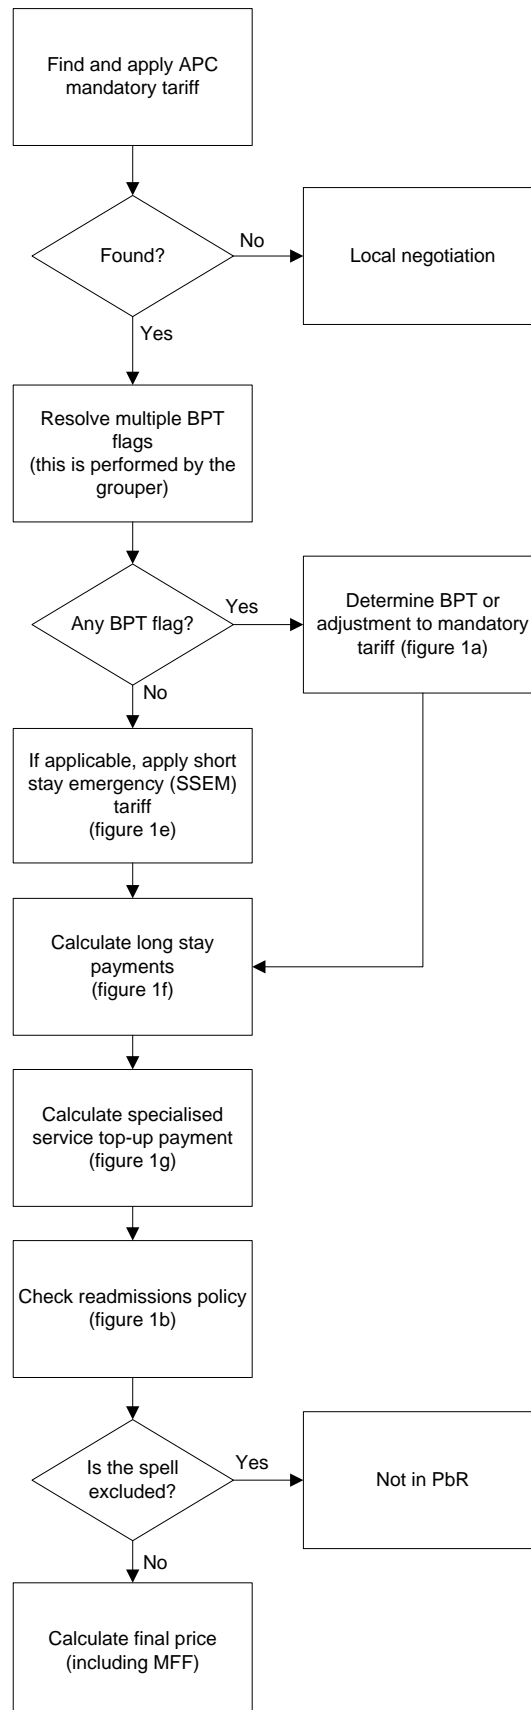 Find and apply APC
mandatory tariff
Found?
No
Local negotiation
Yes
Resolve multiple BPT
flags
(this is performed by the
grouper)
Any BPT flag?
Yes
Determine BPT or
adjustment to mandatory
tariff (figure 1a)
No
If applicable, apply short
stay emergency (SSEM)
tariff
(figure 1e)
Calculate long stay
payments
(figure 1f)
Calculate specialised
service top-up payment
(figure 1g)
Check readmissions policy
(figure 1b)
Is the spell
excluded?
Yes
Not in PbR
No
Calculate final price
(including MFF)